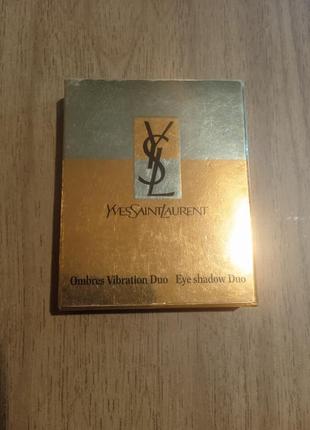 YSL
YVESSAINTLAURENT
Ombres Vibration Duo Eye shadow Duo